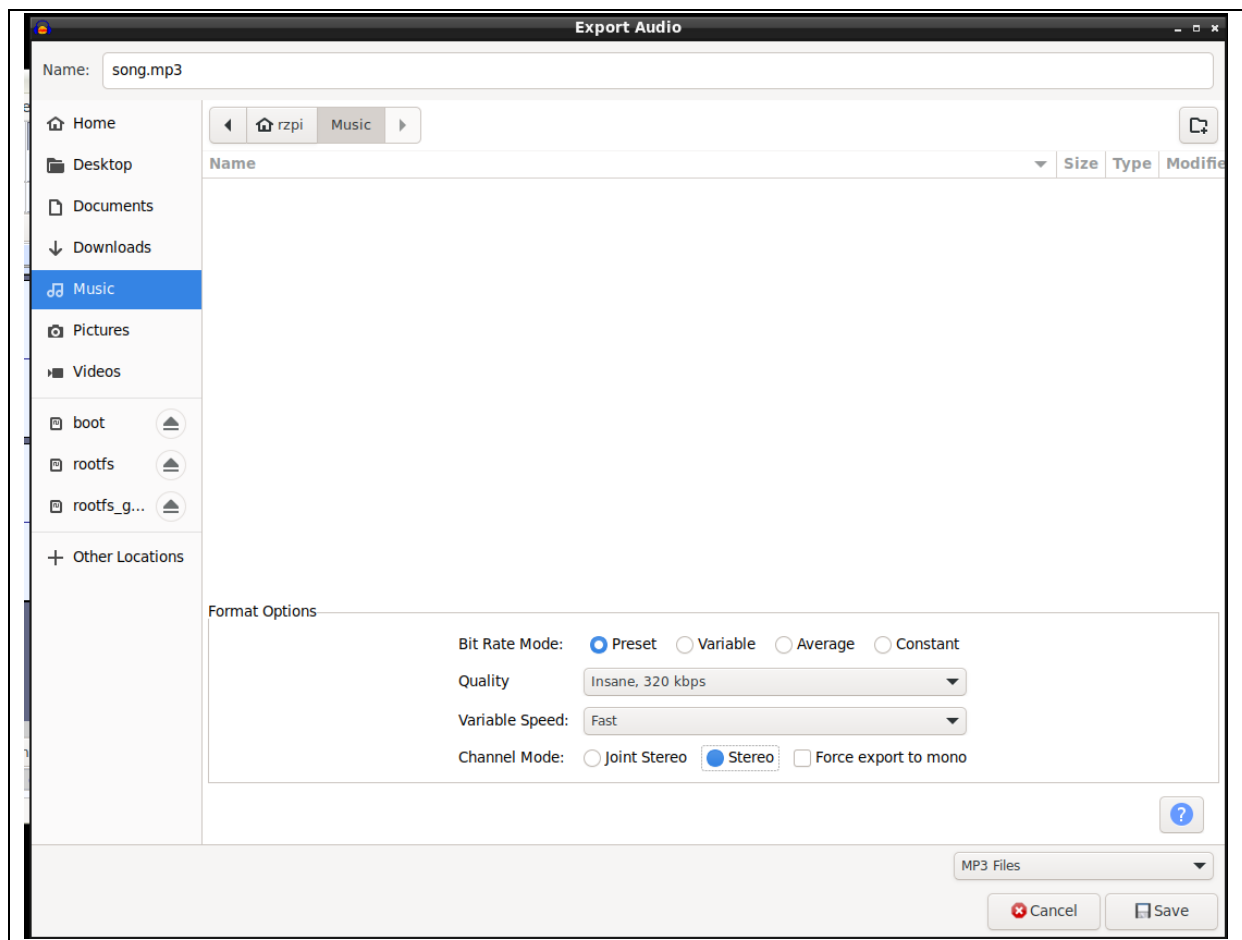 Export Audio
Name: song.mp3
Home
rzpi Music
Desktop
Name Size Type Modifie
Documents
Downloads
Music
Pictures
Videos
boot
rootfs
rootfs_g...
Other Locations
Format Options
Bit Rate Mode: Preset Variable Average Constant
Quality Insane, 320 kbps
Variable Speed: Fast
Channel Mode: Joint Stereo Stereo Force export to mono
?
MP3 Files
Cancel Save